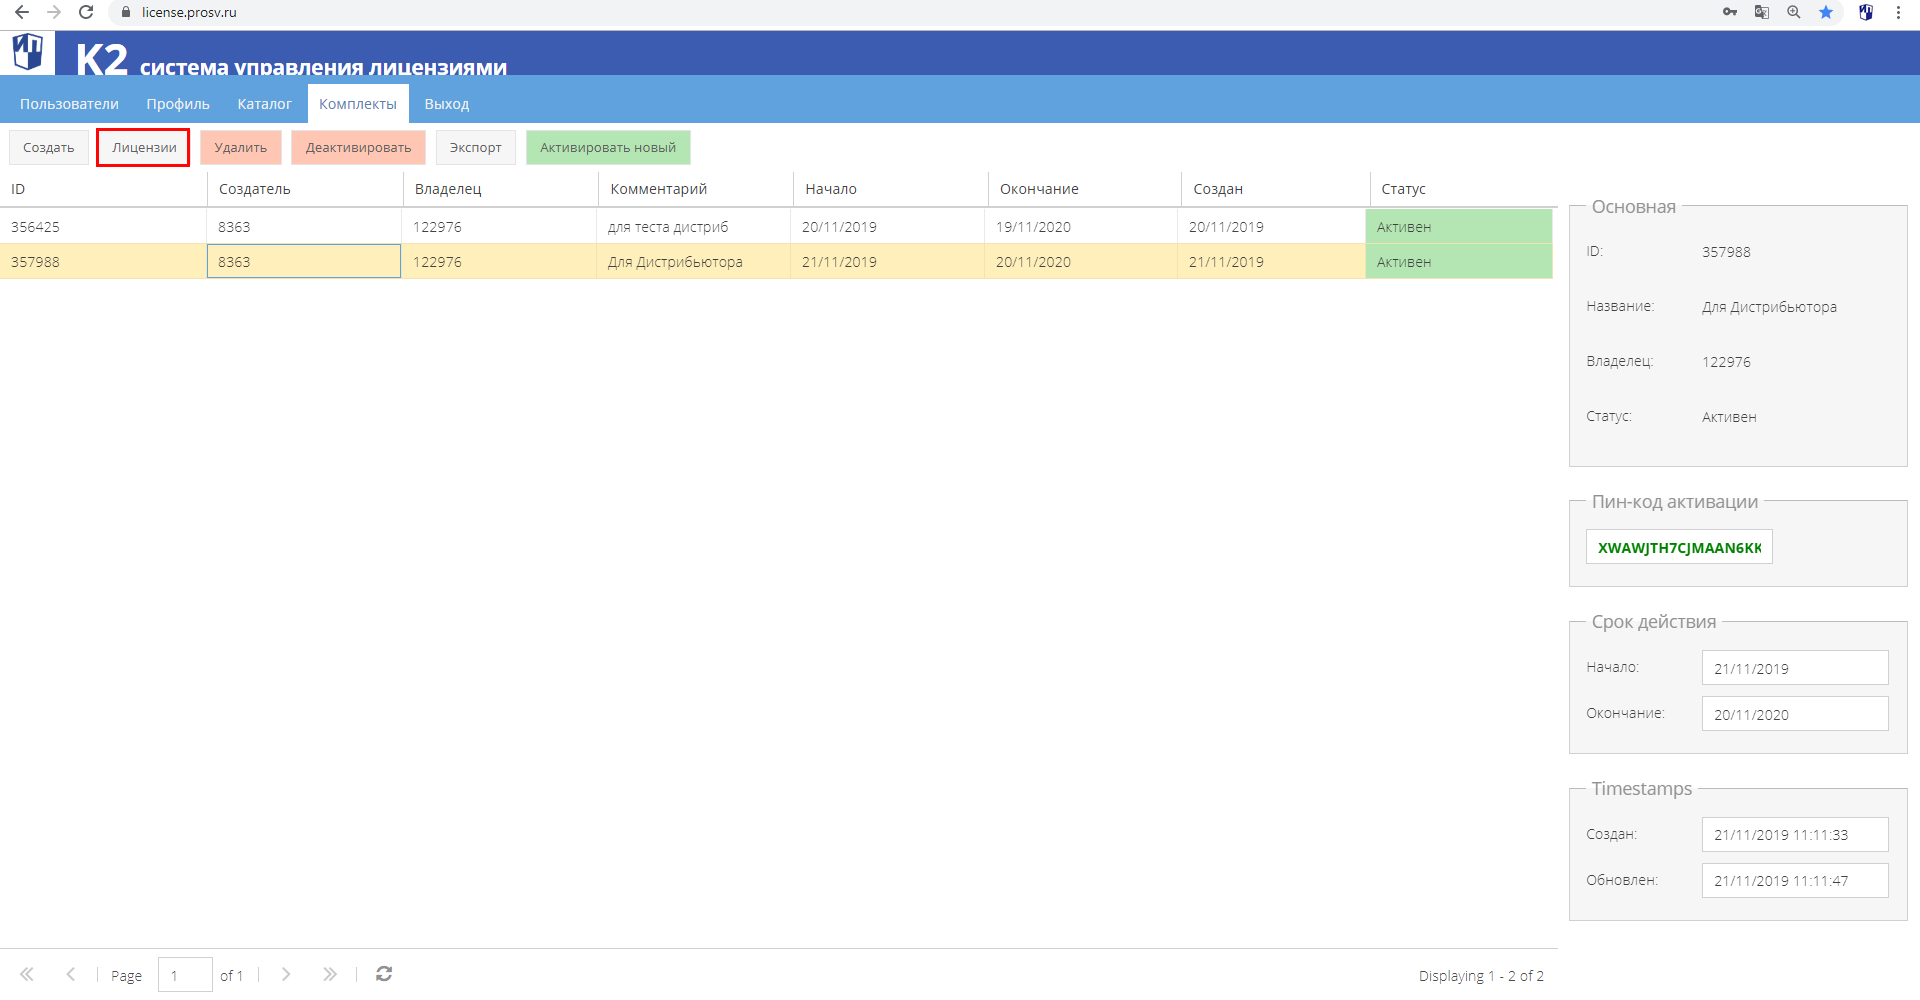 license.prosv.ru
ИП
К2 система управления лицензиями
Пользователи Профиль Каталог Комплекты Выход
Создать Лицензии Удалить Деактивировать Экспорт Активировать новый
ID Создатель Владелец Комментарий Начало Окончание Создан Статус
356425 8363 122976 для теста дистриб 20/11/2019 19/11/2020 20/11/2019 Активен
357988 8363 122976 Для Дистрибьютора 21/11/2019 20/11/2020 21/11/2019 Активен
Основная
ID: 357988
Название: Для Дистрибьютора
Владелец: 122976
Статус: Активен
Пин-код активации
XWAWJTH7CJMAAN6KK
Срок действия
Начало: 21/11/2019
Окончание: 20/11/2020
Timestamps
Создан: 21/11/2019 11:11:33
Обновлен: 21/11/2019 11:11:47
Page 1 of 1
Displaying 1 - 2 of 2